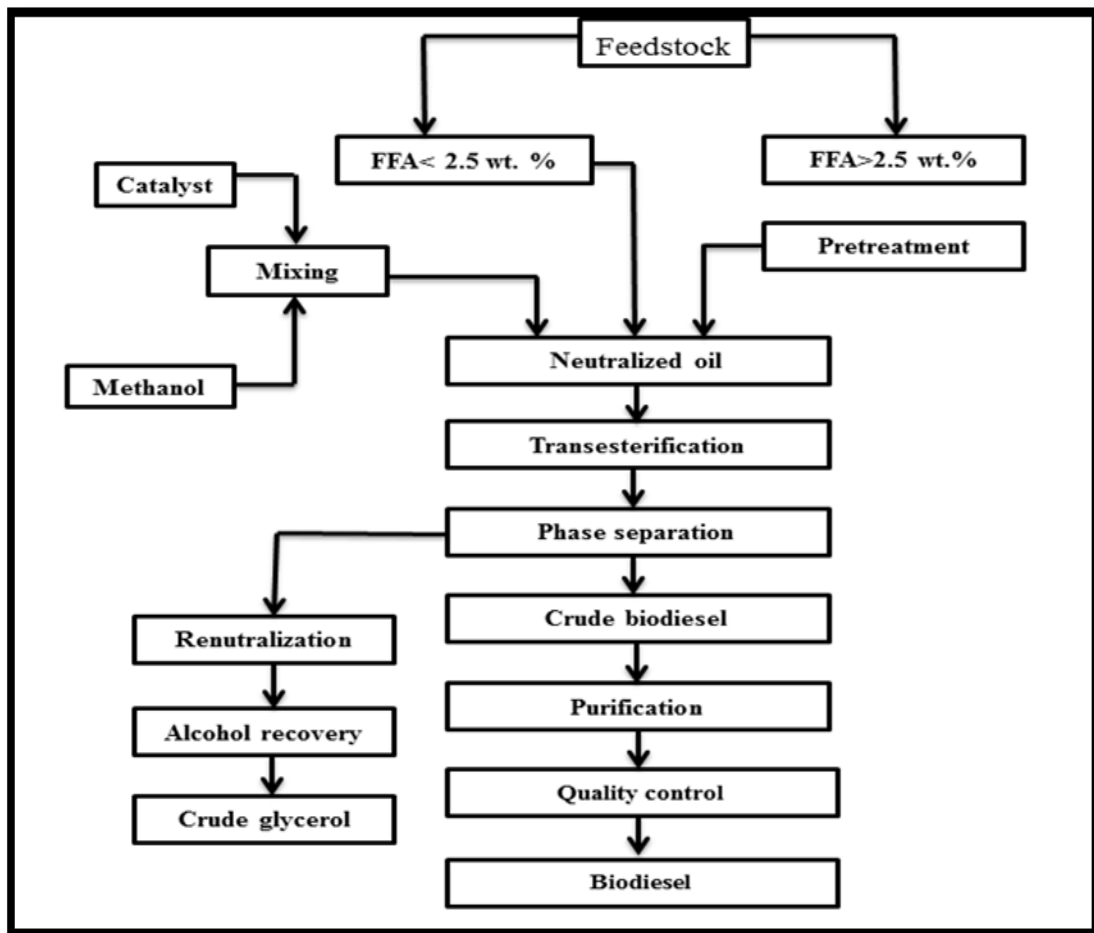 Feedstock
FFA< 2.5 wt. %
FFA>2.5 wt.%
Catalyst
Pretreatment
Mixing
Neutralized oil
Methanol
Transesterification
Phase separation
Crude biodiesel
Renutralization
Purification
Alcohol recovery
Quality control
Crude glycerol
Biodiesel